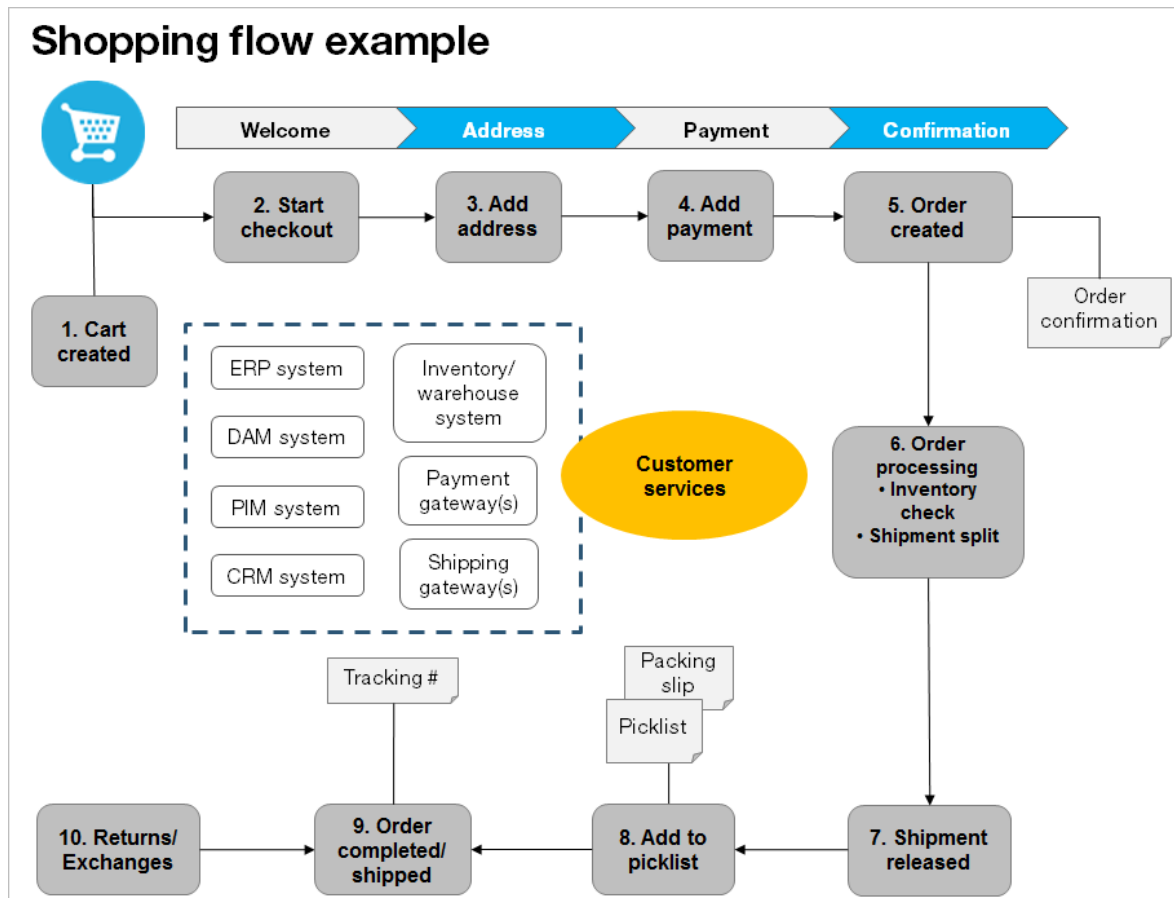 Shopping flow example
Welcome
Address
Payment
Confirmation
2. Start
checkout
3. Add
address
4. Add
payment
5. Order
created
Order
confirmation
1. Cart
created
ERP system
DAM system
PIM system
CRM system
Inventory/
warehouse
system
Payment
gateway(s)
Shipping
gateway(s)
Customer
services
6. Order
processing
• Inventory
check
• Shipment split
Tracking #
Packing
slip
Picklist
10. Returns/
Exchanges
9. Order
completed/
shipped
8. Add to
picklist
7. Shipment
released